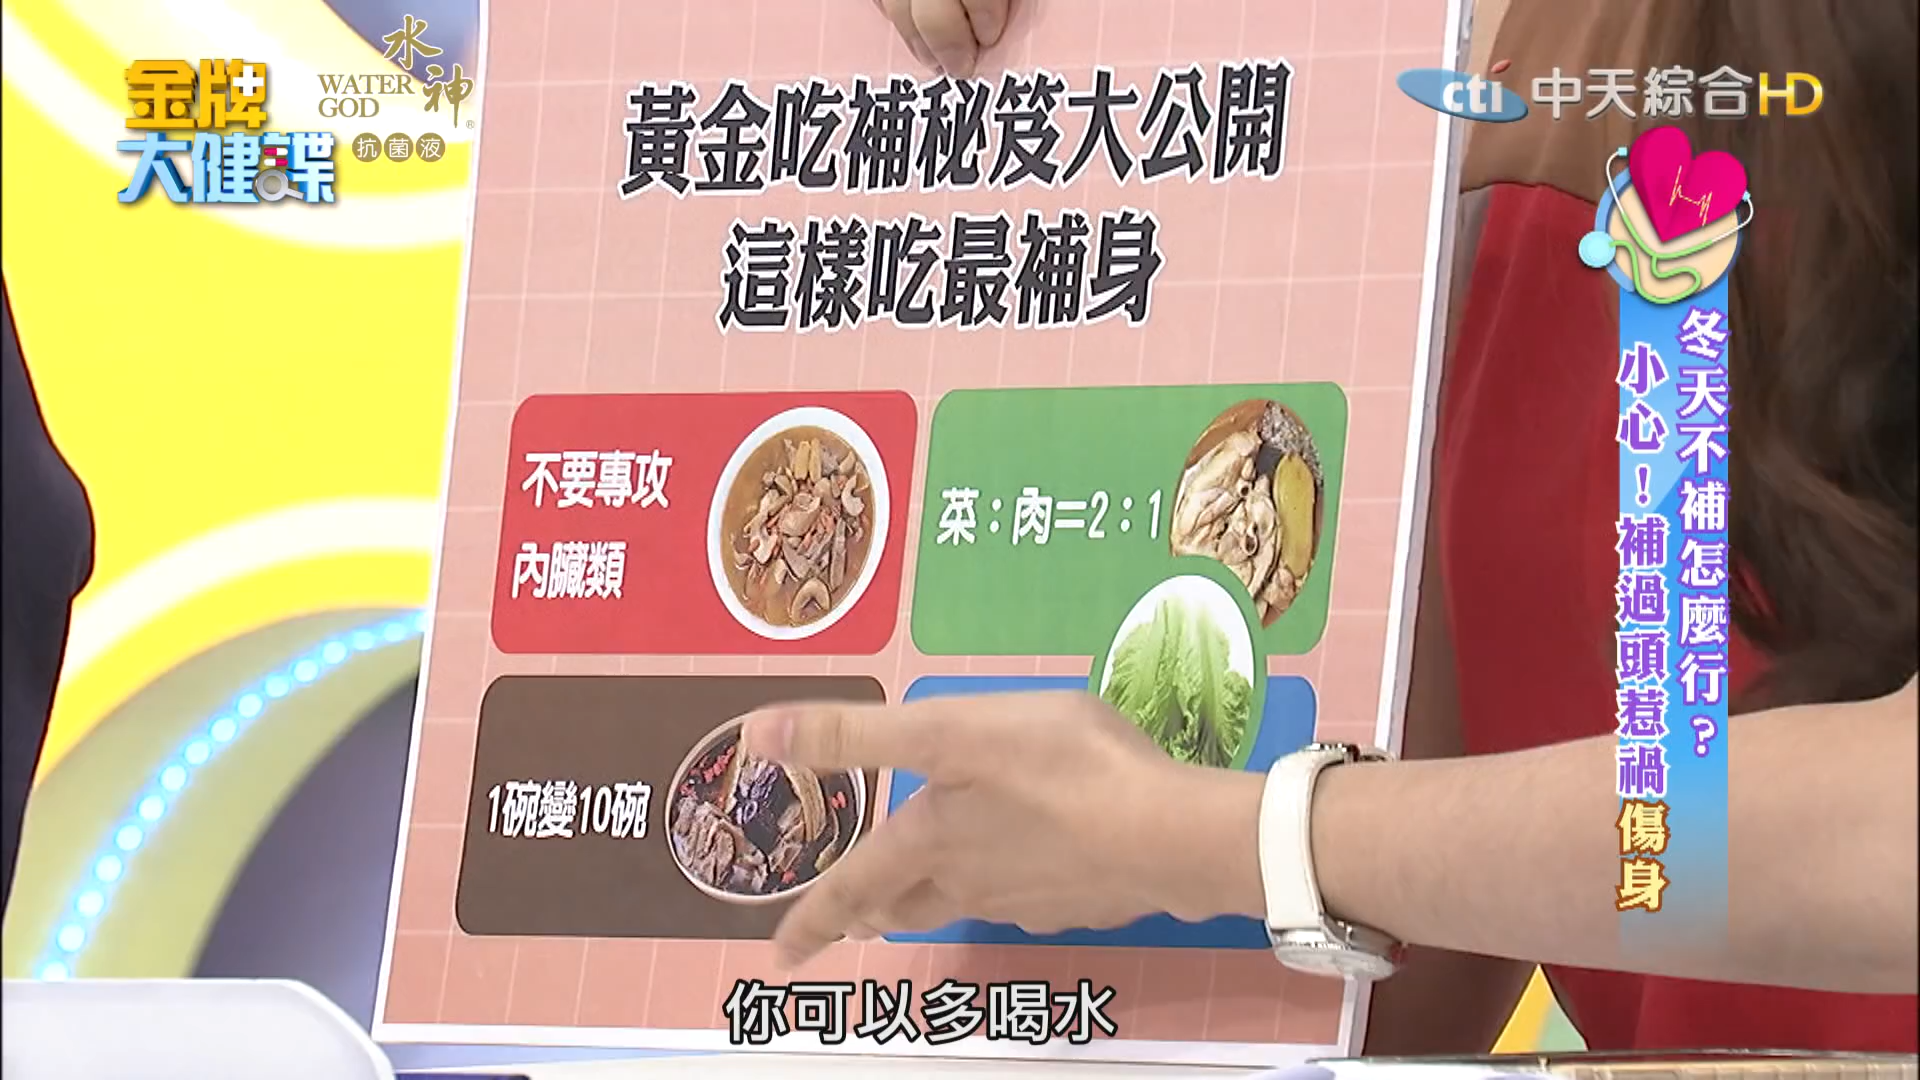 金牌
大健諜
水神
WATER
GOD
®
抗菌液
cti 中天綜合HD
黃金吃補秘笈大公開
這樣吃最補身
不要專攻
內臟類
菜：肉=2：1
1碗變10碗
冬天不補怎麼行？
小心！補過頭惹禍傷身
你可以多喝水